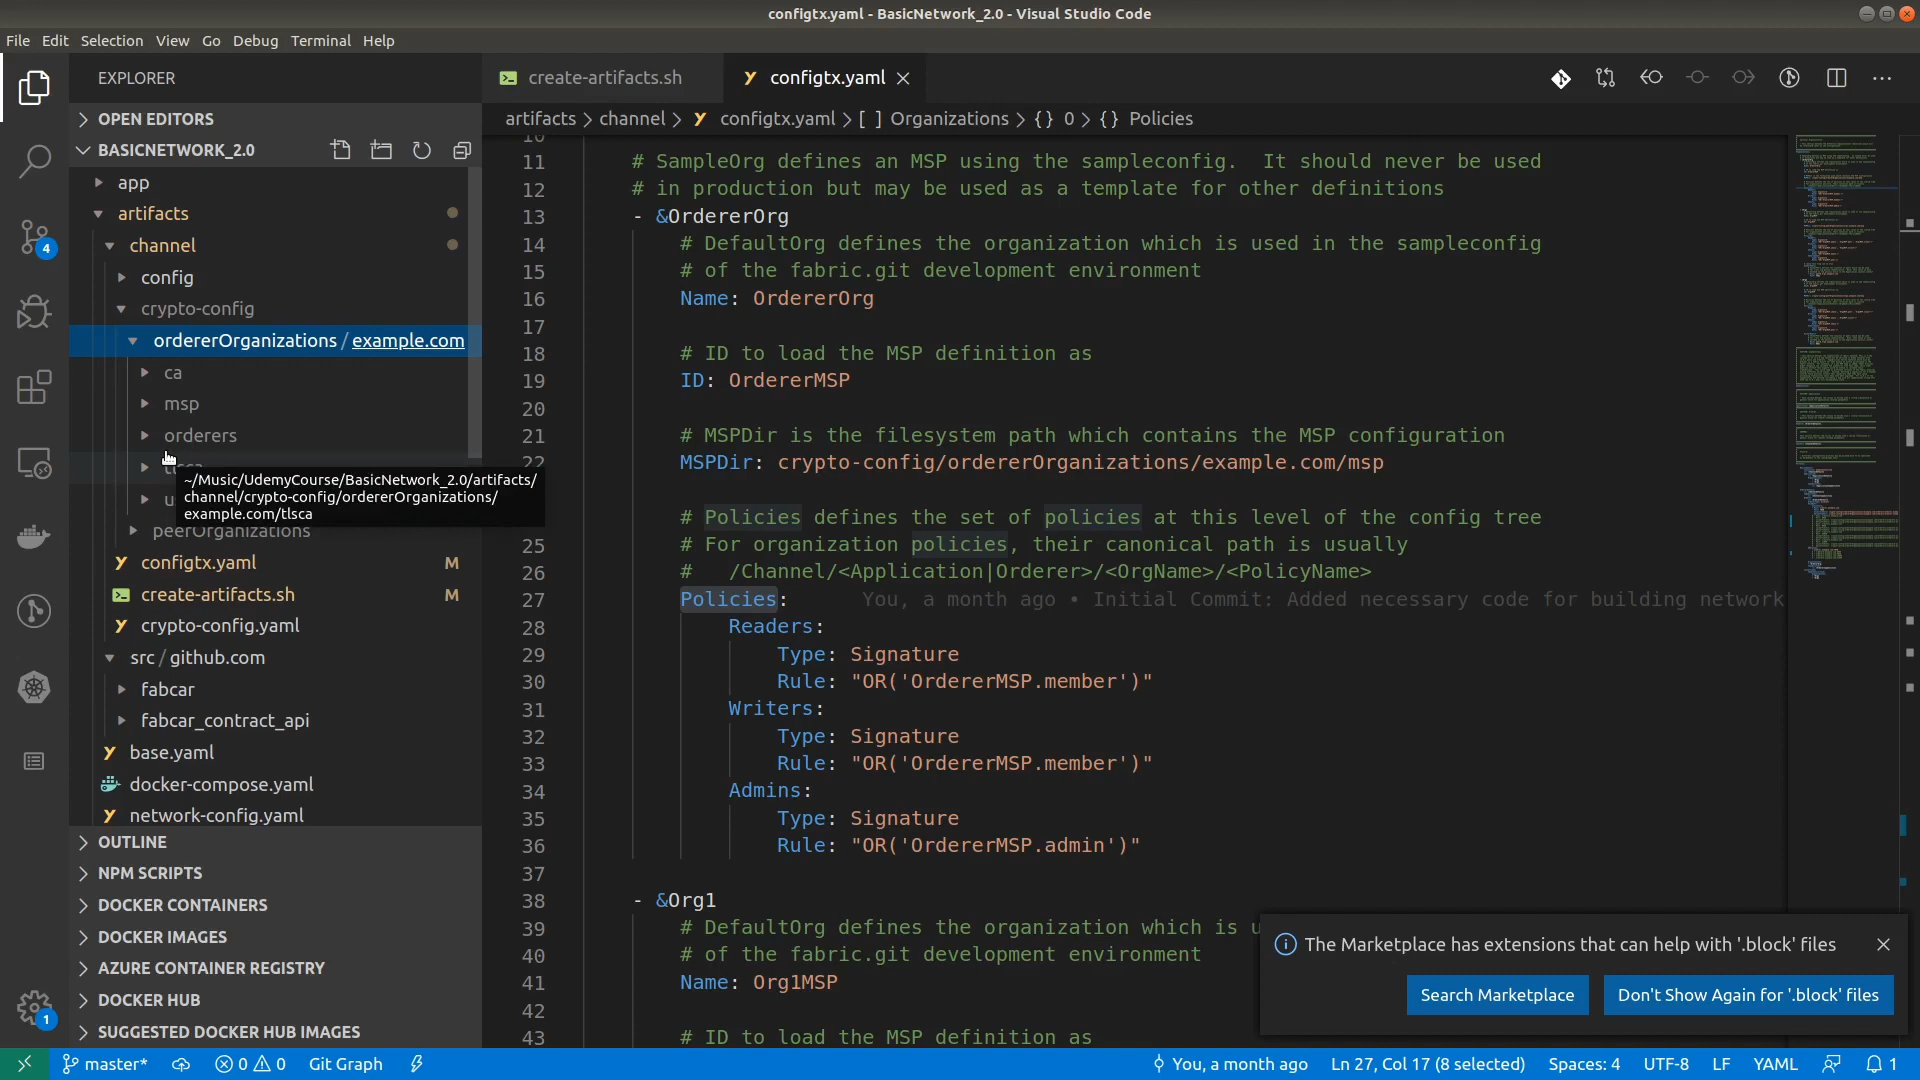 configtx.yaml - BasicNetwork_2.0 - Visual Studio Code
File Edit Selection View Go Debug Terminal Help
EXPLORER
OPEN EDITORS
BASICNETWORK_2.0
app
artifacts
channel
config
crypto-config
ordererOrganizations / example.com
ca
msp
orderers
tlsca
~/Music/UdemyCourse/BasicNetwork_2.0/artifacts/
channel/crypto-config/ordererOrganizations/
example.com/tlsca
peerOrganizations
configtx.yaml M
create-artifacts.sh M
crypto-config.yaml
src / github.com
fabcar
fabcar_contract_api
base.yaml
docker-compose.yaml
network-config.yaml
OUTLINE
NPM SCRIPTS
DOCKER CONTAINERS
DOCKER IMAGES
AZURE CONTAINER REGISTRY
DOCKER HUB
SUGGESTED DOCKER HUB IMAGES
4
1
create-artifacts.sh
configtx.yaml
artifacts > channel > configtx.yaml > [ ] Organizations > {} 0 > {} Policies
10
11 # SampleOrg defines an MSP using the sampleconfig.  It should never be used
12 # in production but may be used as a template for other definitions
13 - &OrdererOrg
14 # DefaultOrg defines the organization which is used in the sampleconfig
15 # of the fabric.git development environment
16 Name: OrdererOrg
17
18 # ID to load the MSP definition as
19 ID: OrdererMSP
20
21 # MSPDir is the filesystem path which contains the MSP configuration
22 MSPDir: crypto-config/ordererOrganizations/example.com/msp
# Policies defines the set of policies at this level of the config tree
25 # For organization policies, their canonical path is usually
26 #   /Channel/<Application|Orderer>/<OrgName>/<PolicyName>
27 Policies: You, a month ago • Initial Commit: Added necessary code for building network
28 Readers:
29 Type: Signature
30 Rule: "OR('OrdererMSP.member')"
31 Writers:
32 Type: Signature
33 Rule: "OR('OrdererMSP.member')"
34 Admins:
35 Type: Signature
36 Rule: "OR('OrdererMSP.admin')"
37
38 - &Org1
39 # DefaultOrg defines the organization which is u
40 # of the fabric.git development environment
41 Name: Org1MSP
42
43 # ID to load the MSP definition as
The Marketplace has extensions that can help with '.block' files
Search Marketplace
Don't Show Again for '.block' files
master* 0 0 Git Graph You, a month ago Ln 27, Col 17 (8 selected) Spaces: 4 UTF-8 LF YAML 1